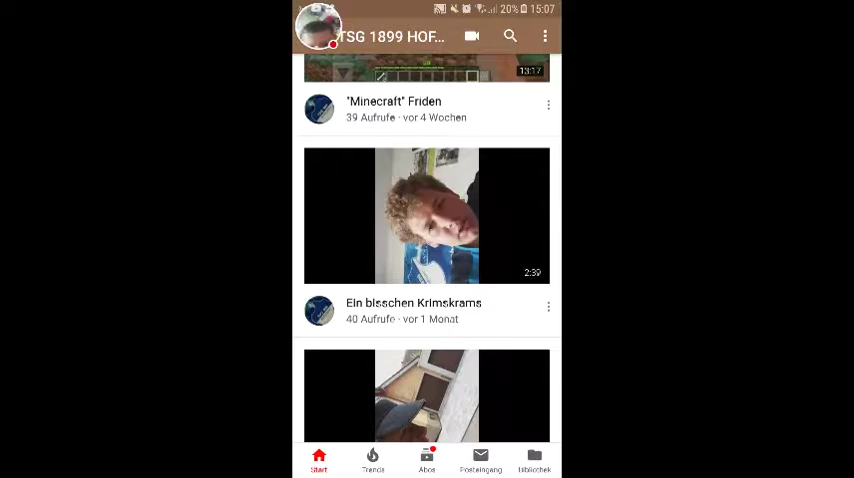 20% 15:07
TSG 1899 HOF...
13:17
"Minecraft" Friden
39 Aufrufe · vor 4 Wochen
2:39
Ein bisschen Krimskrams
40 Aufrufe · vor 1 Monat
Start Trends Abos Posteingang Bibliothek